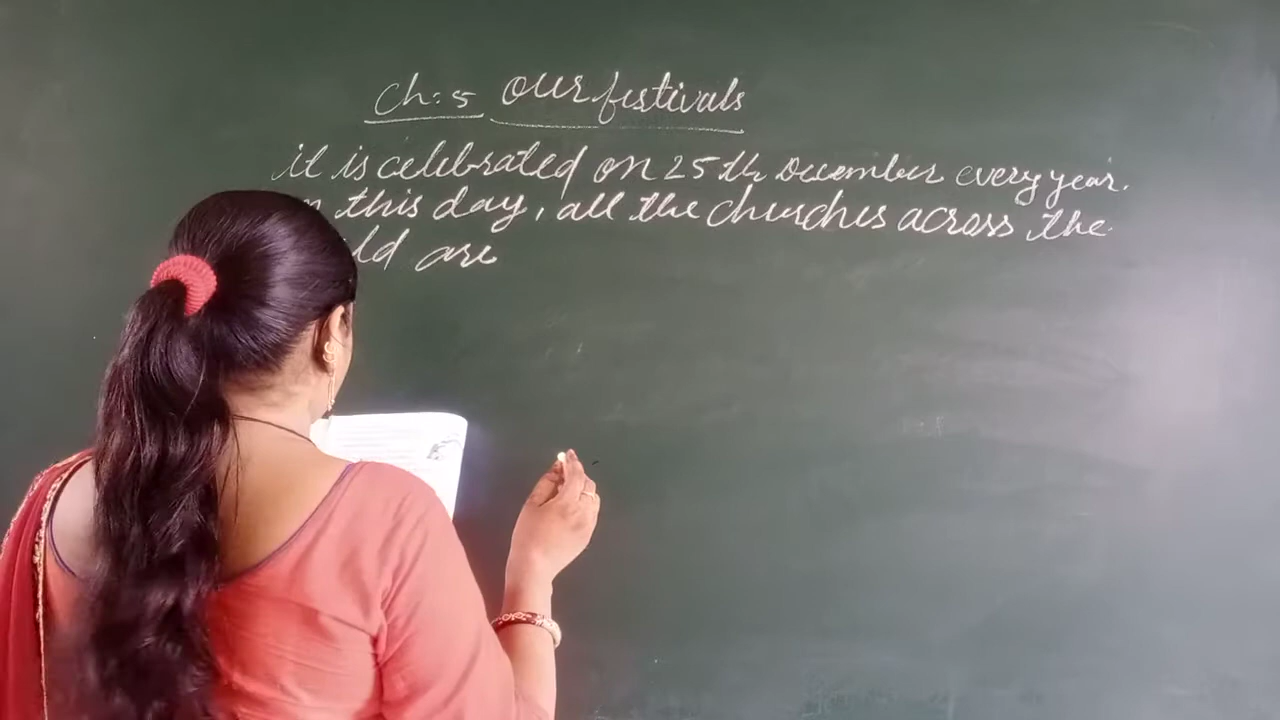 Ch:5 Our festivals
it is celebrated on 25th December every year.
this day, all the churches across the
are